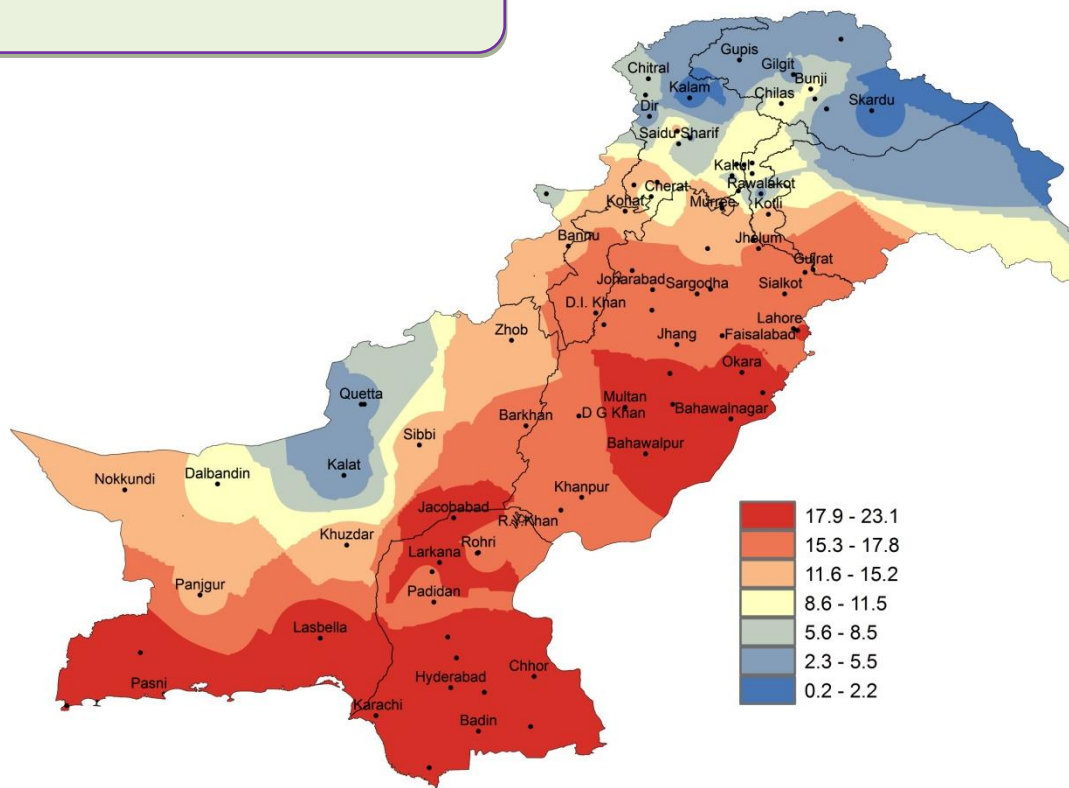 Gupis
Gilgit
Chitral
Bunji
Kalam
Chilas
Skardu
Dir
Saidu Sharif
Rawalakot
Cherat
Murree
Kotli
Kohat
Bannu
Jhelum
Gujrat
Joharabad
Sargodha
Sialkot
D.I. Khan
Lahore
Zhob
Jhang
Faisalabad
Okara
Quetta
Multan
Barkhan
D G Khan
Bahawalnagar
Sibbi
Bahawalpur
Kalat
Dalbandin
Nokkundi
Khanpur
Jacobabad
Khan
Khuzdar
Rohri
Larkana
Panjgur
Padidan
Lasbella
Chhor
Pasni
Hyderabad
Karachi
Badin
17.9 - 23.1
15.3 - 17.8
11.6 - 15.2
8.6 - 11.5
5.6 - 8.5
2.3 - 5.5
0.2 - 2.2